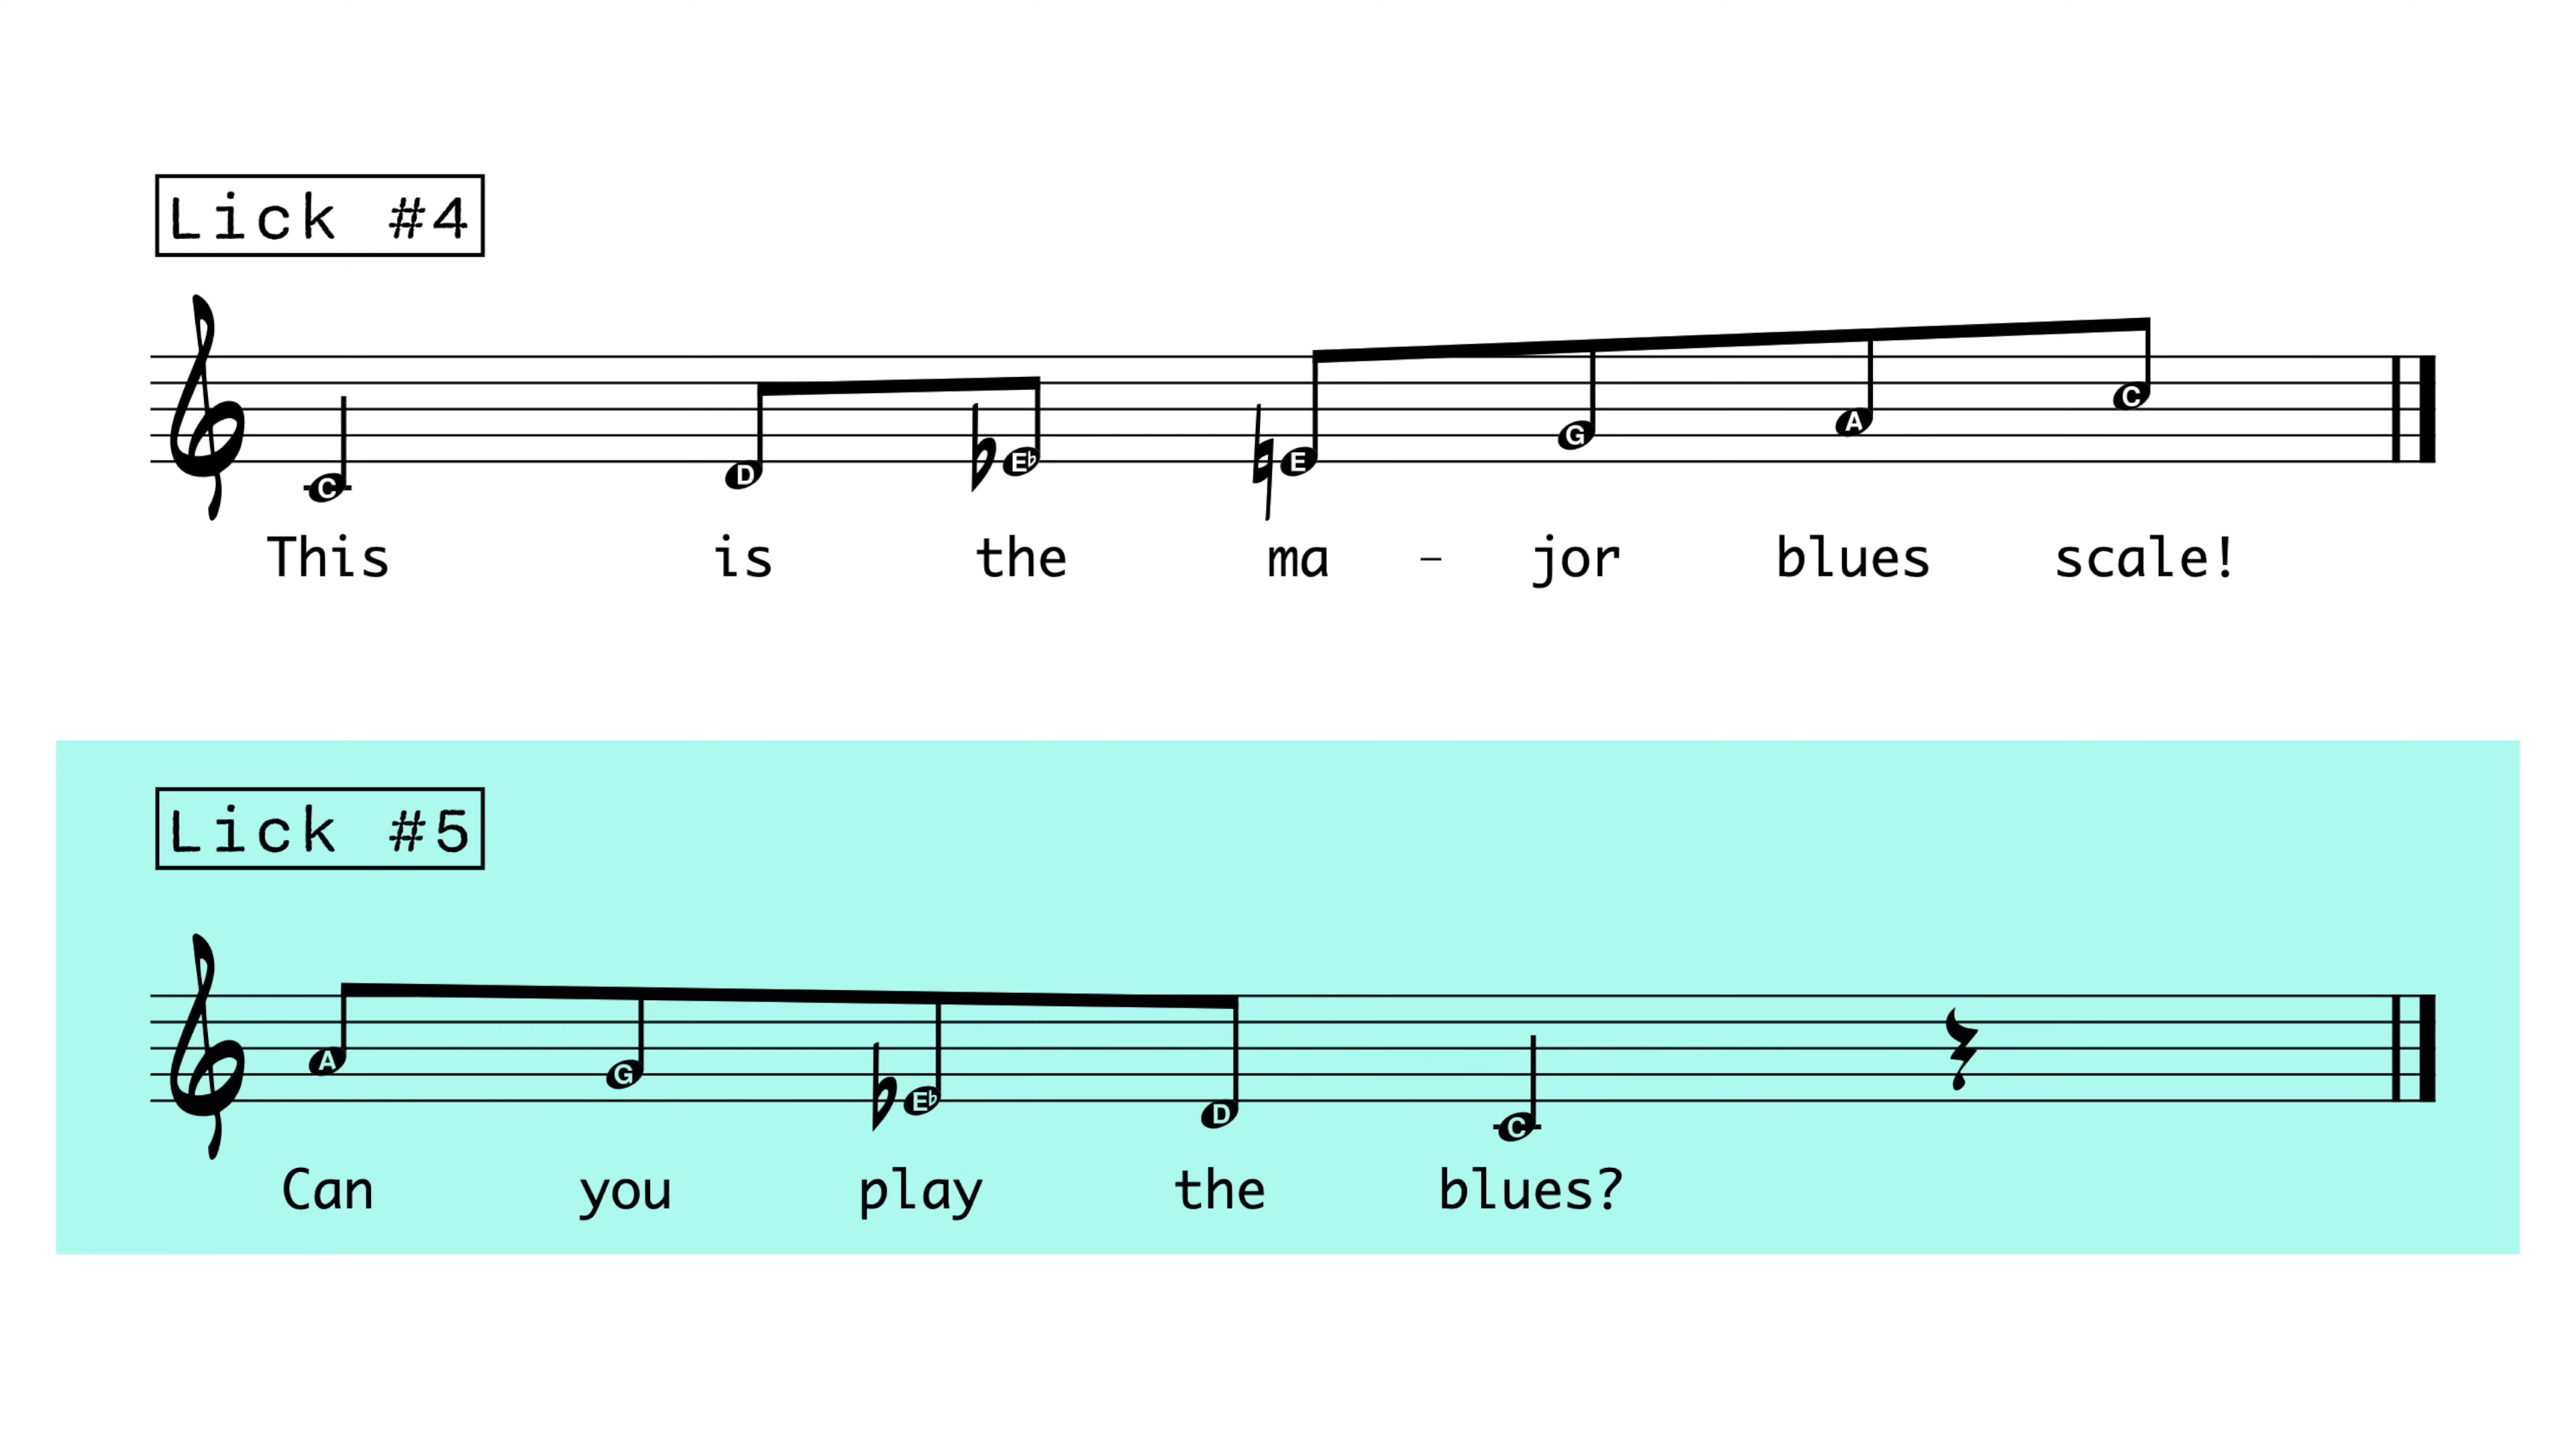 Lick #4
C D E♭ E G A C
This is the ma - jor blues scale!
Lick #5
A G E♭ D C
Can you play the blues?